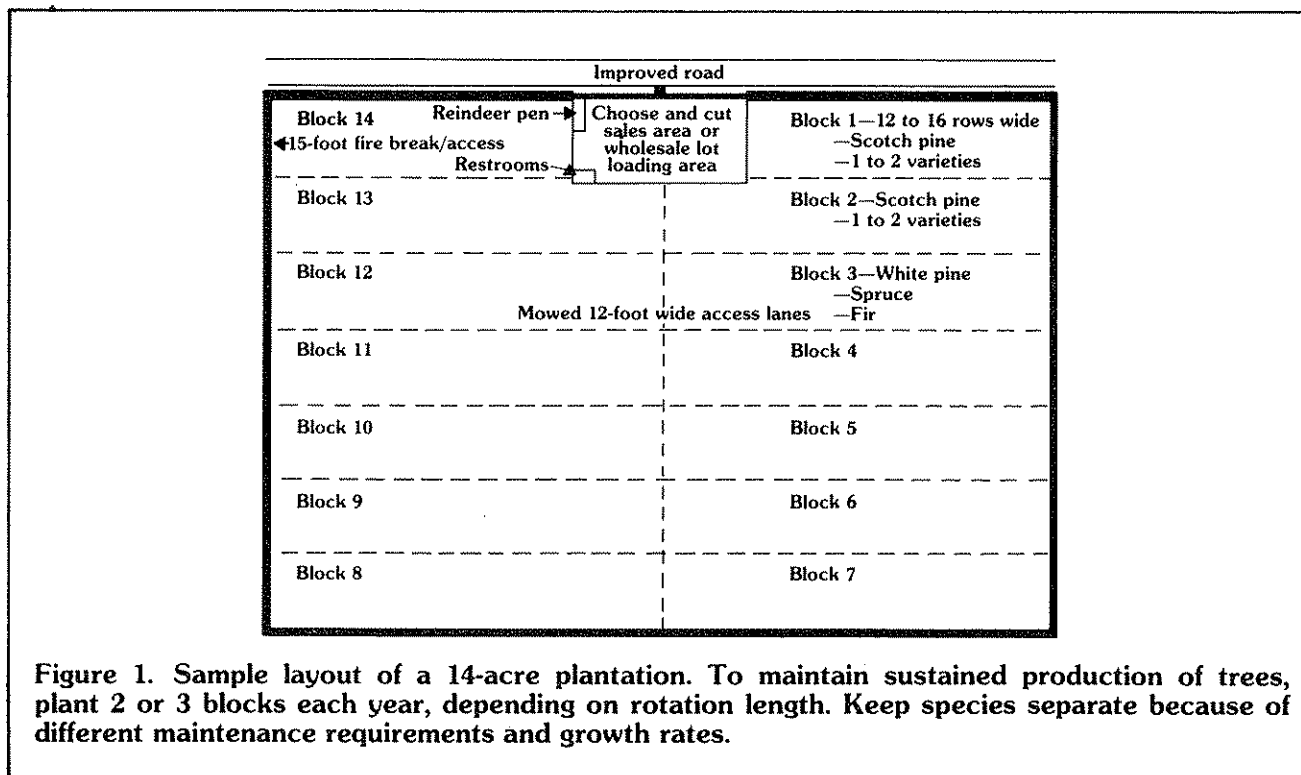 Improved road
Block 14
Reindeer pen
Choose and cut
sales area or
wholesale lot
loading area
15-foot fire break/access
Restrooms
Block 1—12 to 16 rows wide
—Scotch pine
—1 to 2 varieties
Block 13
Block 2—Scotch pine
—1 to 2 varieties
Block 12
Block 3—White pine
—Spruce
—Fir
Mowed 12-foot wide access lanes
Block 11
Block 4
Block 10
Block 5
Block 9
Block 6
Block 8
Block 7
Figure 1. Sample layout of a 14-acre plantation. To maintain sustained production of trees,
plant 2 or 3 blocks each year, depending on rotation length. Keep species separate because of
different maintenance requirements and growth rates.